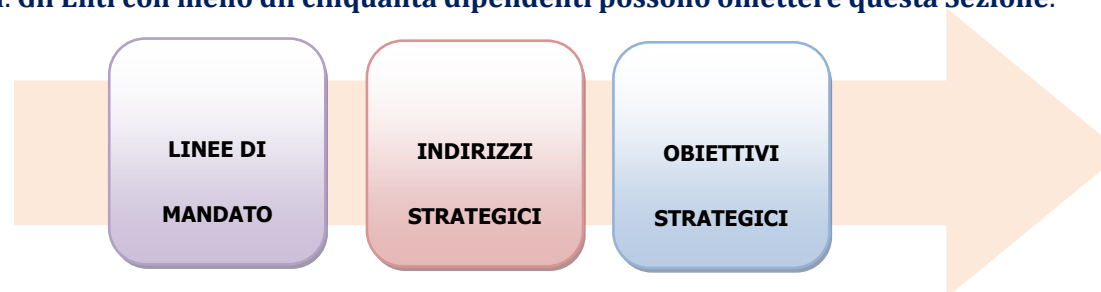 Gli Enti con meno di cinquanta dipendenti possono omettere questa Sezione.
LINEE DI
MANDATO
INDIRIZZI
STRATEGICI
OBIETTIVI
STRATEGICI